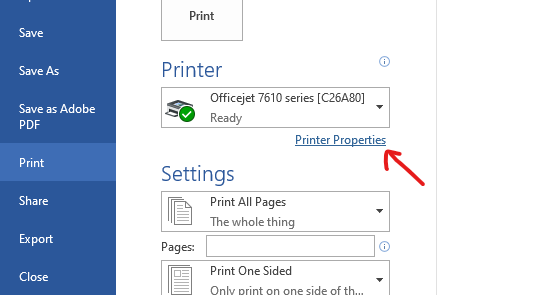 Print
Save
Save As
Save as Adobe
PDF
Print
Share
Export
Close
Printer
Officejet 7610 series [C26A80]
Ready
Printer Properties
Settings
Print All Pages
The whole thing
Pages:
Print One Sided
Only print on one side of th...